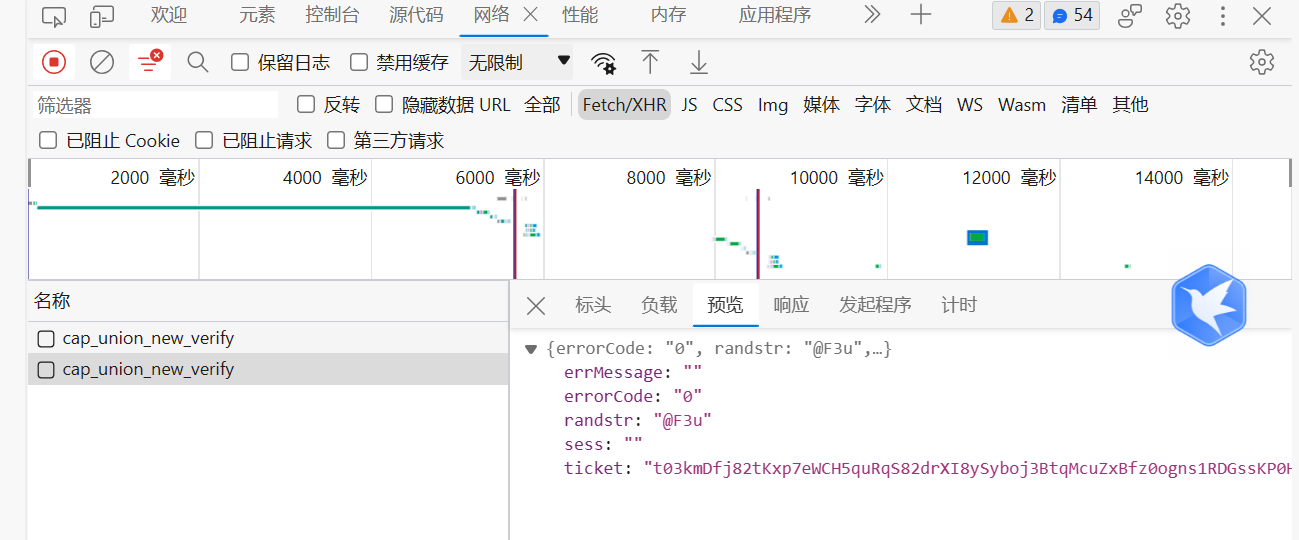 欢迎 元素 控制台 源代码 网络 性能 内存 应用程序 2 54
保留日志 禁用缓存 无限制
筛选器 反转 隐藏数据 URL 全部 Fetch/XHR JS CSS Img 媒体 字体 文档 WS Wasm 清单 其他
已阻止 Cookie 已阻止请求 第三方请求
2000 毫秒 4000 毫秒 6000 毫秒 8000 毫秒 10000 毫秒 12000 毫秒 14000 毫秒
名称 标头 负载 预览 响应 发起程序 计时
cap_union_new_verify
cap_union_new_verify
{errorCode: "0", randstr: "@F3u",…}
errMessage: ""
errorCode: "0"
randstr: "@F3u"
sess: ""
ticket: "t03kmDfj82tKxp7eWCH5quRqS82drXI8ySyboj3BtqMcuZxBfz0ogns1RDGssKP0H